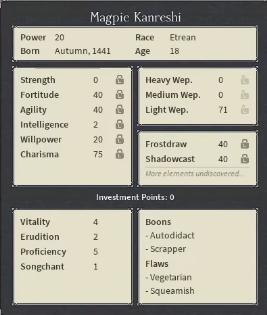 Magpie Kanreshi
Power 20 Race Etrean
Born Autumn, 1441 Age 18
Strength 0
Fortitude 40
Agility 40
Intelligence 2
Willpower 20
Charisma 75
Heavy Wep. 0
Medium Wep. 0
Light Wep. 71
Frostdraw 40
Shadowcast 40
More elements undiscovered...
Investment Points: 0
Vitality 4
Erudition 2
Proficiency 5
Songchant 1
Boons
- Autodidact
- Scrapper
Flaws
- Vegetarian
- Squeamish